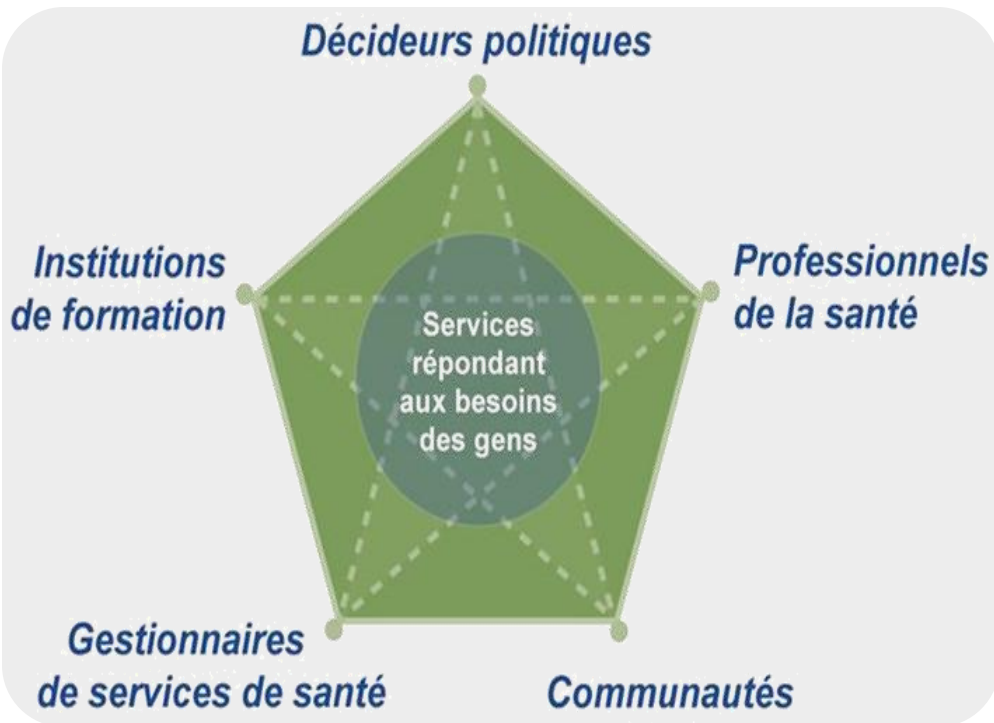 Décideurs politiques
Institutions
de formation
Professionnels
de la santé
Services
répondant
aux besoins
des gens
Gestionnaires
de services de santé
Communautés